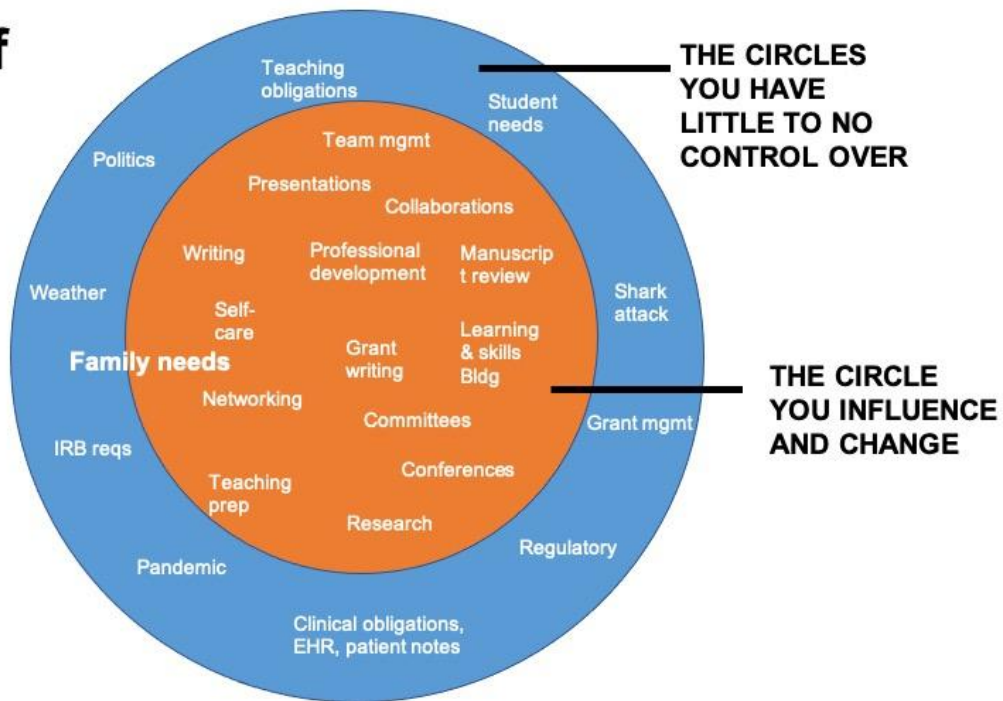 f
THE CIRCLES
YOU HAVE
LITTLE TO NO
CONTROL OVER
Teaching
obligations
Student
needs
Politics
Team mgmt
Presentations
Collaborations
Writing
Professional
development
Manuscrip
t review
Weather
Shark
attack
Self-
care
Learning
& skills
Bldg
Grant
writing
Family needs
THE CIRCLE
YOU INFLUENCE
AND CHANGE
Networking
Committees
Grant mgmt
IRB reqs
Conferences
Teaching
prep
Research
Regulatory
Pandemic
Clinical obligations,
EHR, patient notes